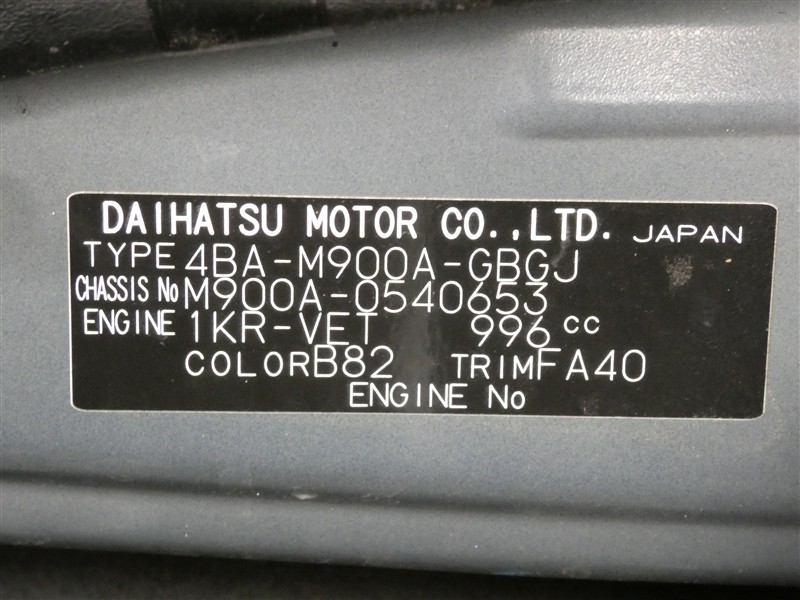 DAIHATSU MOTOR CO.,LTD. JAPAN
TYPE 4BA-M900A-GBGJ
CHASSIS No M900A-0540653
ENGINE 1KR-VET 996 cc
COLOR B82 TRIM FA40
ENGINE No